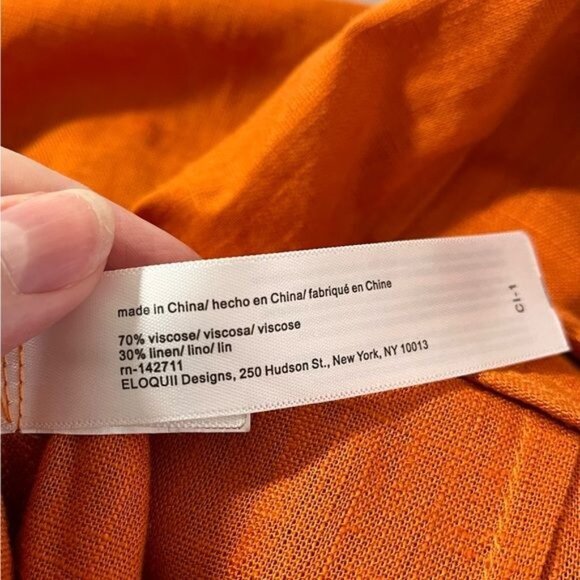 made in China/ hecho en China/ fabriqué en Chine
70% viscose/ viscosa/ viscose
30% linen/ lino/ lin
rn-142711
ELOQUII Designs, 250 Hudson St., New York, NY 10013
CI-1